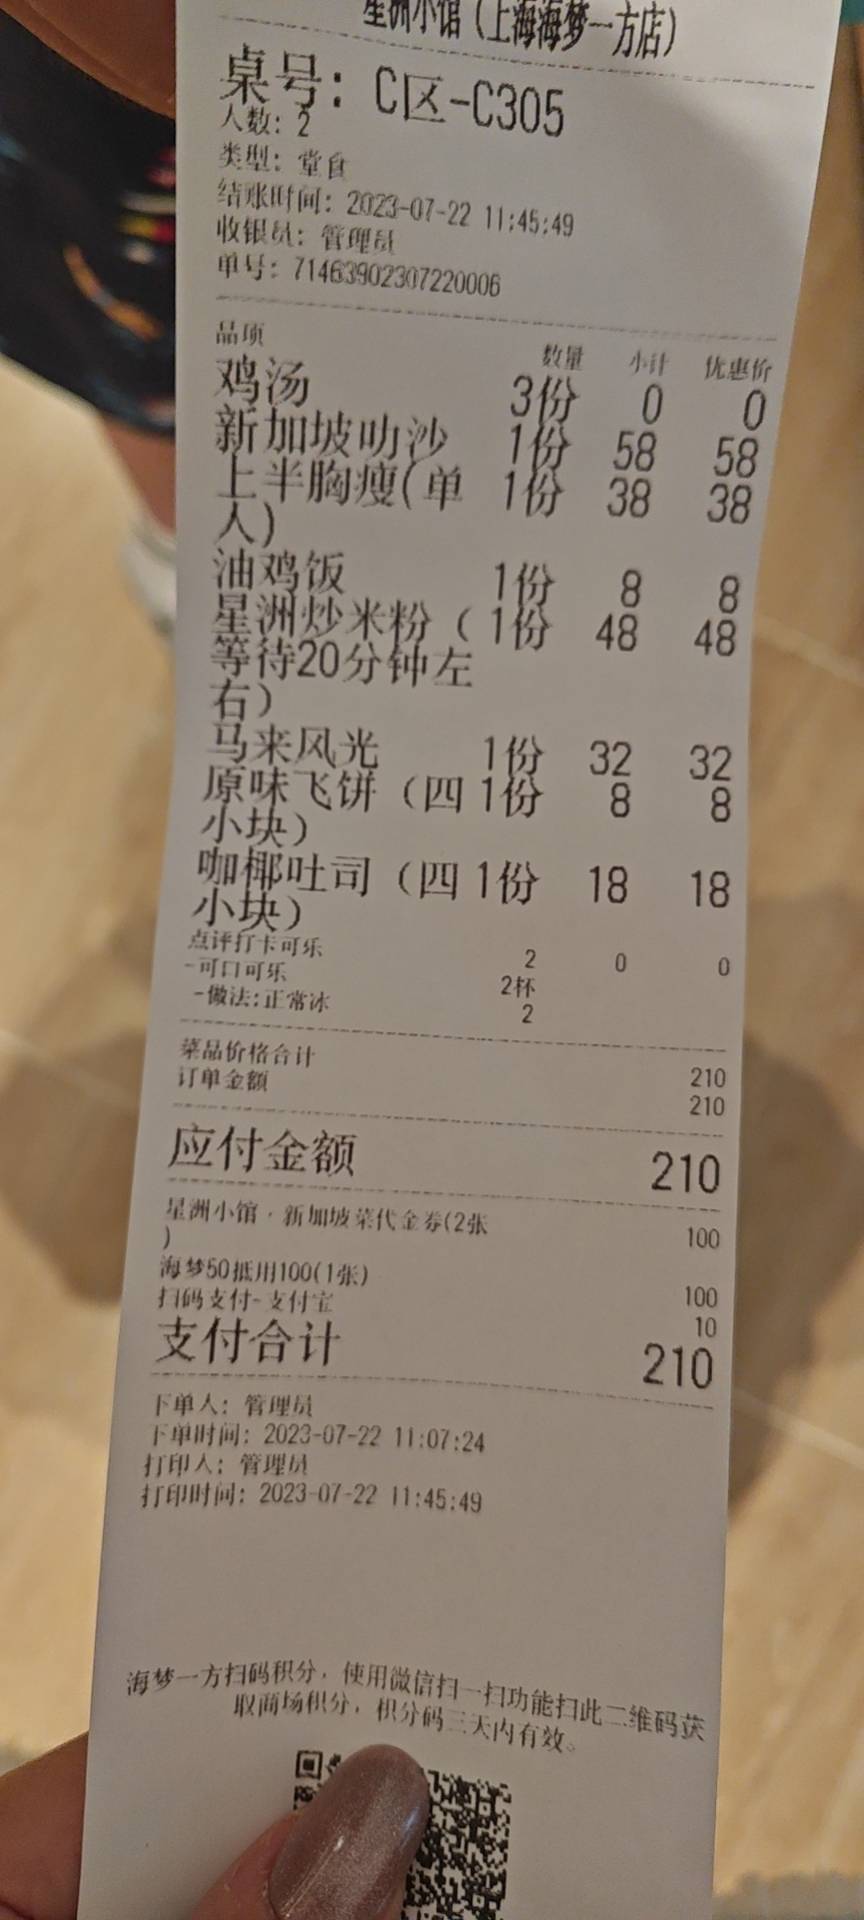 星洲小馆（上海海梦一方店）
桌号：C区-C305
人数：2
类型：堂食
结账时间：2023-07-22 11:45:49
收银员：管理员
单号：71463902307220006
品项 数量 小计 优惠价
鸡汤 3份 0 0
新加坡叻沙 1份 58 58
上半胸瘦(单 1份 38 38
人)
油鸡饭 1份 8 8
星洲炒米粉（ 1份 48 48
等待20分钟左
右）
马来风光 1份 32 32
原味飞饼（四 1份 8 8
小块）
咖椰吐司（四 1份 18 18
小块）
点评打卡可乐 2 0 0
-可口可乐 2杯
-做法:正常冰 2
菜品价格合计 210
订单金额 210
应付金额 210
星洲小馆·新加坡菜代金券(2张 100
)
海梦50抵用100(1张) 100
扫码支付-支付宝 10
支付合计 210
下单人：管理员
下单时间：2023-07-22 11:07:24
打印人：管理员
打印时间：2023-07-22 11:45:49
海梦一方扫码积分，使用微信扫一扫功能扫此二维码获
取商场积分，积分码三天内有效。